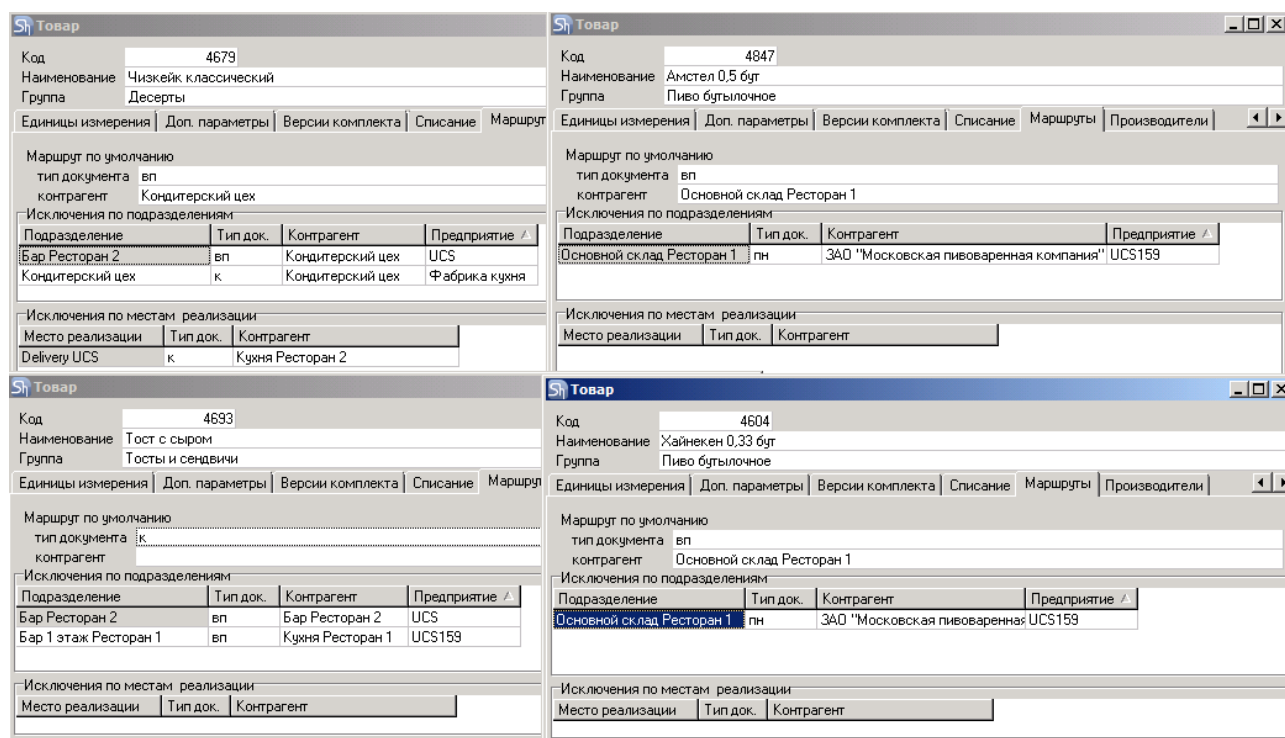 Sh Товар
Код 4679
Наименование Чизкейк классический
Группа Десерты
Единицы измерения Доп. параметры Версии комплекта Списание Маршрут
Маршрут по умолчанию
тип документа вп
контрагент Кондитерский цех
Исключения по подразделениям
Подразделение Тип док. Контрагент Предприятие
Бар Ресторан 2 вп Кондитерский цех UCS
Кондитерский цех к Кондитерский цех Фабрика кухня
Исключения по местам реализации
Место реализации Тип док. Контрагент
Delivery UCS к Кухня Ресторан 2
Sh Товар
Код 4847
Наименование Амстел 0,5 бут
Группа Пиво бутылочное
Единицы измерения Доп. параметры Версии комплекта Списание Маршруты Производители
Маршрут по умолчанию
тип документа вп
контрагент Основной склад Ресторан 1
Исключения по подразделениям
Подразделение Тип док. Контрагент Предприятие
Основной склад Ресторан 1 пн ЗАО "Московская пивоваренная компания" UCS159
Исключения по местам реализации
Место реализации Тип док. Контрагент
Sh Товар
Код 4693
Наименование Тост с сыром
Группа Тосты и сендвичи
Единицы измерения Доп. параметры Версии комплекта Списание Маршру
Маршрут по умолчанию
тип документа к
контрагент
Исключения по подразделениям
Подразделение Тип док. Контрагент Предприятие
Бар Ресторан 2 вп Бар Ресторан 2 UCS
Бар 1 этаж Ресторан 1 вп Кухня Ресторан 1 UCS159
Исключения по местам реализации
Место реализации Тип док. Контрагент
Sh Товар
Код 4604
Наименование Хайнекен 0,33 бут
Группа Пиво бутылочное
Единицы измерения Доп. параметры Версии комплекта Списание Маршруты Производители
Маршрут по умолчанию
тип документа вп
контрагент Основной склад Ресторан 1
Исключения по подразделениям
Подразделение Тип док. Контрагент Предприятие
Основной склад Ресторан 1 пн ЗАО "Московская пивоваренная UCS159
Исключения по местам реализации
Место реализации Тип док. Контрагент